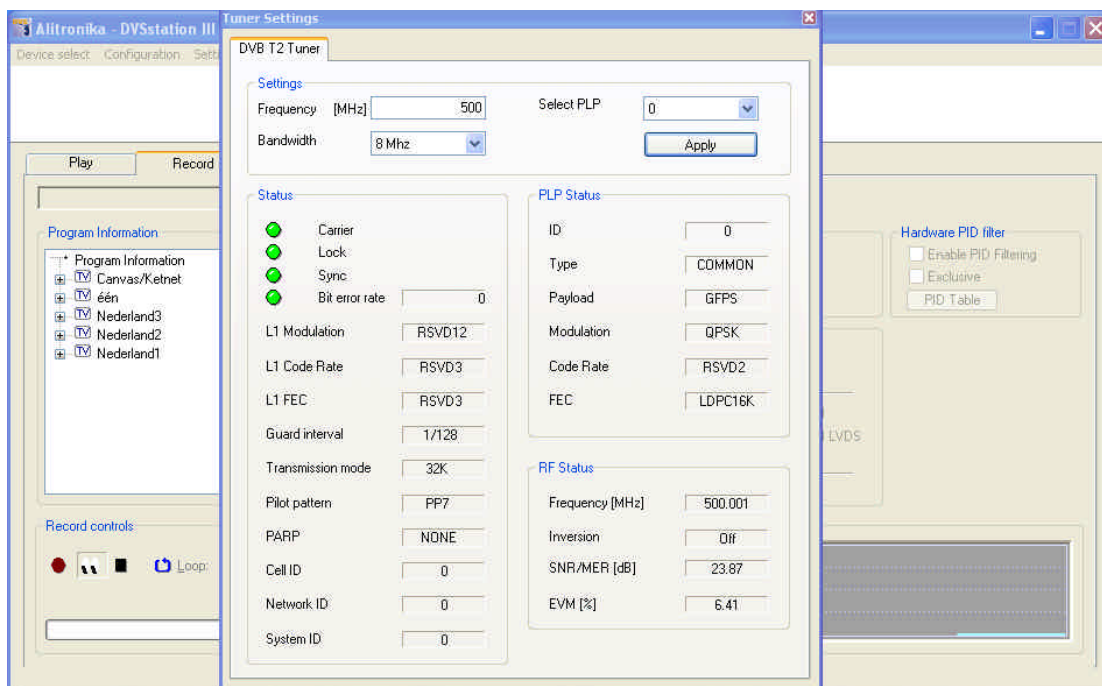 Alitronika - DVSstation III
Device select Configuration Setti
Play Record
Program Information
Program Information
Canvas/Ketnet
één
Nederland3
Nederland2
Nederland1
Record controls
Loop:
Tuner Settings
DVB T2 Tuner
Settings
Frequency [MHz] 500 Select PLP 0
Bandwidth 8 Mhz Apply
Status
Carrier
Lock
Sync
Bit error rate 0
L1 Modulation RSVD12
L1 Code Rate RSVD3
L1 FEC RSVD3
Guard interval 1/128
Transmission mode 32K
Pilot pattern PP7
PARP NONE
Cell ID 0
Network ID 0
System ID 0
PLP Status
ID 0
Type COMMON
Payload GFPS
Modulation QPSK
Code Rate RSVD2
FEC LDPC16K
RF Status
Frequency [MHz] 500.001
Inversion Off
SNR/MER [dB] 23.87
EVM [%] 6.41
Hardware PID filter
Enable PID Filtering
Exclusive
PID Table
LVDS